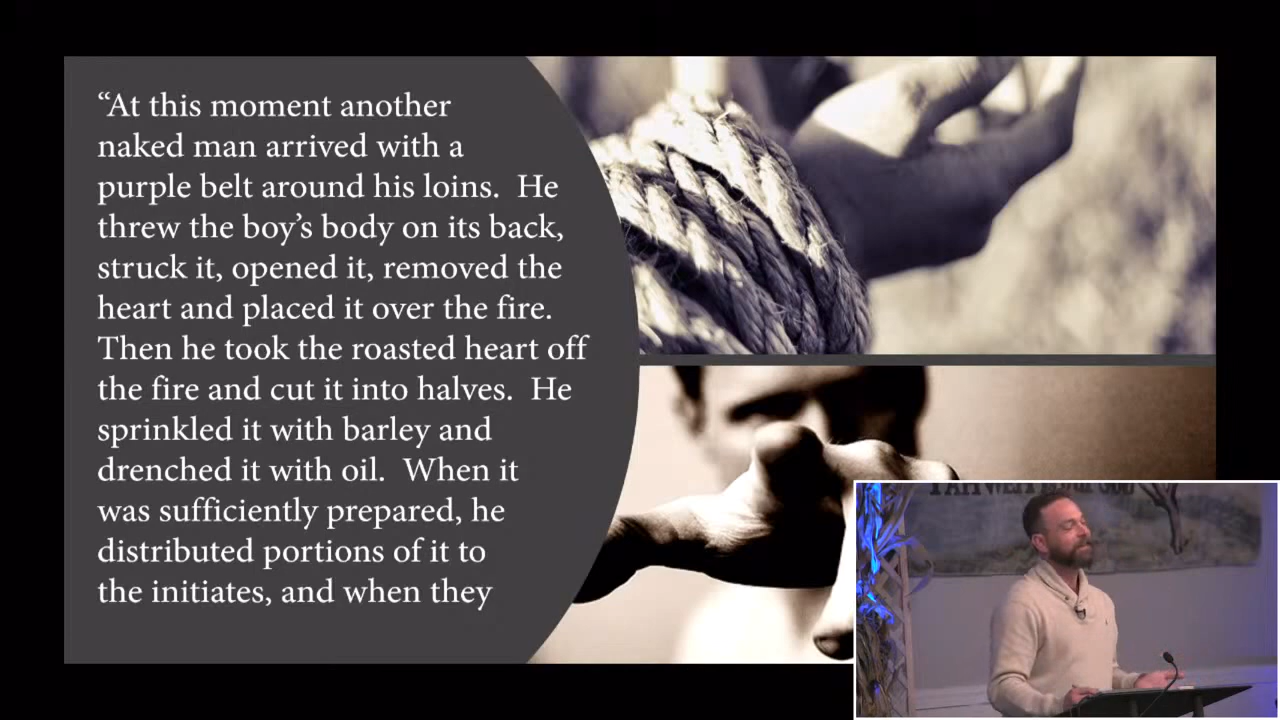 “At this moment another
naked man arrived with a
purple belt around his loins.  He
threw the boy’s body on its back,
struck it, opened it, removed the
heart and placed it over the fire.
Then he took the roasted heart off
the fire and cut it into halves.  He
sprinkled it with barley and
drenched it with oil.  When it
was sufficiently prepared, he
distributed portions of it to
the initiates, and when they